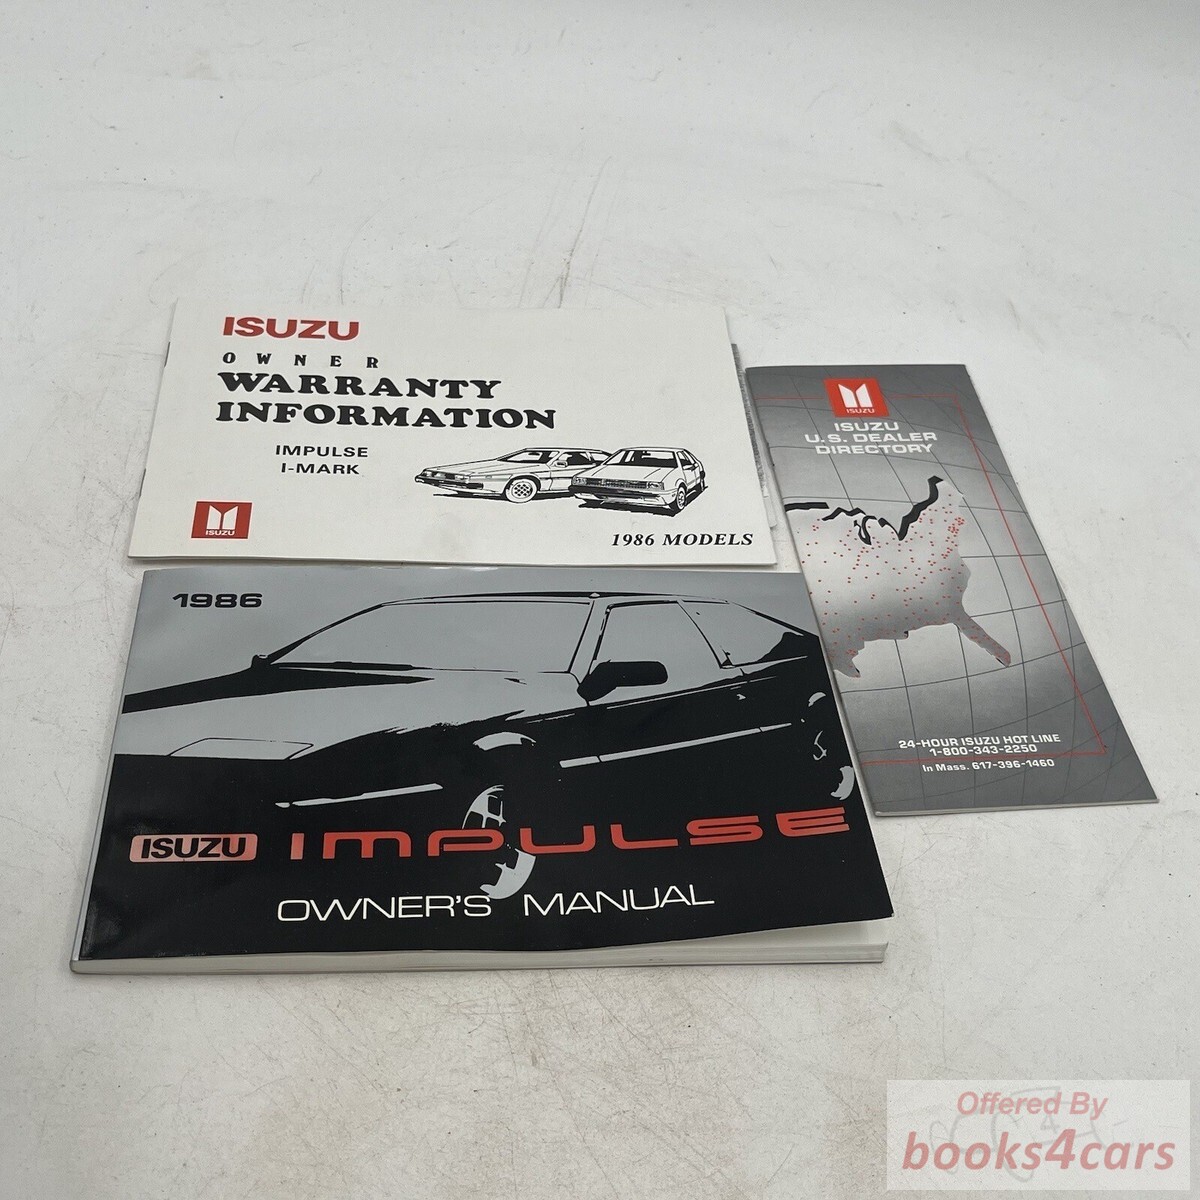 ISUZU
OWNER
WARRANTY
INFORMATION
IMPULSE
I-MARK
ISUZU
1986 MODELS
ISUZU
ISUZU
U.S. DEALER
DIRECTORY
24-HOUR ISUZU HOT LINE
1-800-343-2250
In Mass. 617-396-1460
1986
ISUZU IMPULSE
OWNER'S MANUAL
Offered By
books4cars